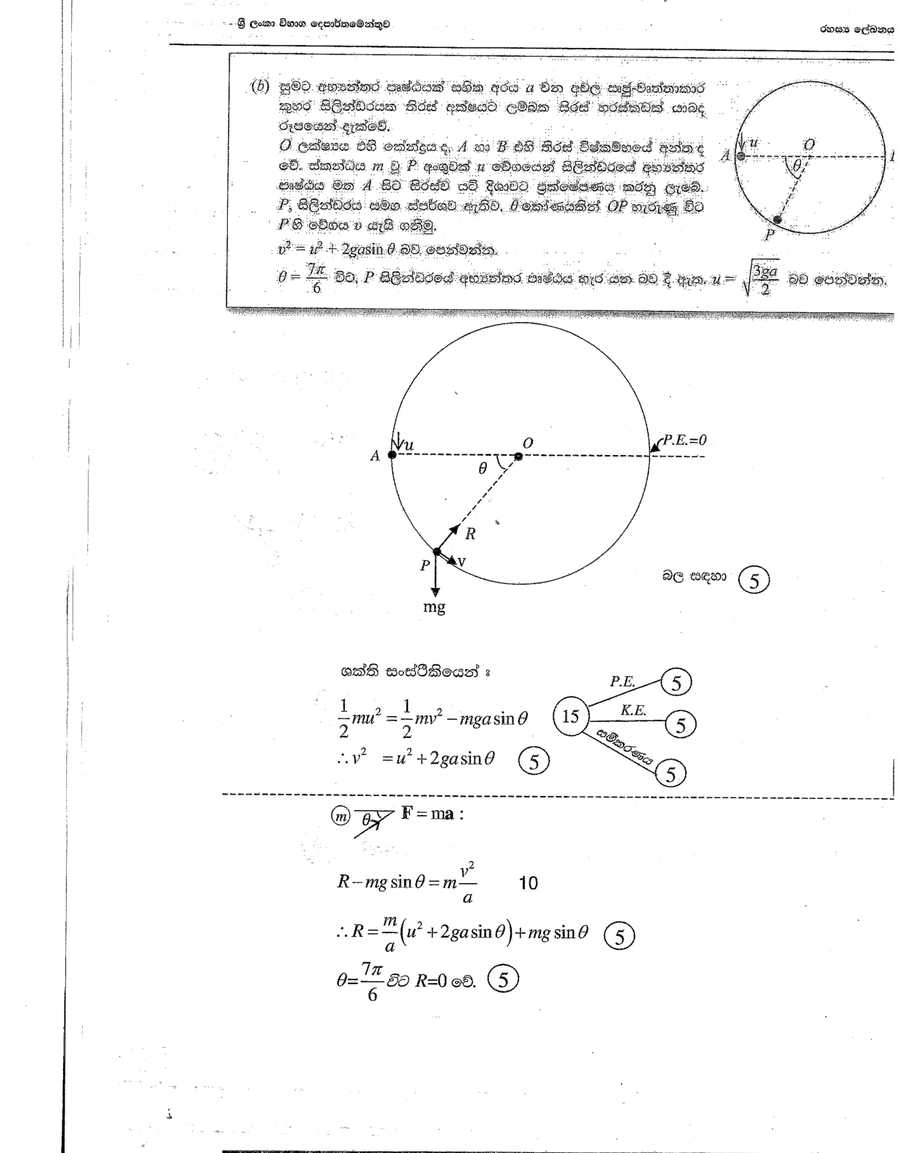 ශ්‍රී ලංකා විභාග දෙපාර්තමේන්තුව
රහස්‍ය ලේඛනය
(b) සුමට අභ්‍යන්තර පෘෂ්ඨයක් සහිත අරය a වන අචල සෘජු-වෘත්තාකාර
කුහර සිලින්ඩරයක තිරස් අක්ෂයට ලම්බක සිරස් හරස්කඩක් යාබද
රූපයෙන් දැක්වේ.
O ලක්ෂ්‍යය එහි කේන්ද්‍රය ද, A හා B එහි තිරස් විෂ්කම්භයේ අන්ත ද
වේ. ස්කන්ධය m වූ P අංශුවක් u වේගයෙන් සිලින්ඩරයේ අභ්‍යන්තර
පෘෂ්ඨය මත A සිට සිරස්ව යටි දිශාවට ප්‍රක්ෂේපණය කරනු ලැබේ.
P, සිලින්ඩරය සමග ස්පර්ශව ඇතිව, θ කෝණයකින් OP හැරුණු විට
P හි වේගය v යැයි ගනිමු.
v² = u² + 2gasin θ බව පෙන්වන්න.
θ = 7π/6 විට, P සිලින්ඩරයේ අභ්‍යන්තර පෘෂ්ඨය හැර යන බව දී ඇත. u = √(3ga/2) බව පෙන්වන්න.
u
A
O
θ
P
u
A
O
P.E.=0
θ
R
P
v
mg
බල සඳහා 5
ශක්ති සංස්ථිතියෙන් :
P.E. 5
½mu² = ½mv² − mga sin θ 15 K.E. 5
සමීකරණය 5
∴ v² = u² + 2ga sin θ 5
m θ F = ma :
R − mg sin θ = m v²/a 10
∴ R = m/a (u² + 2ga sin θ) + mg sin θ 5
θ = 7π/6 විට R=0 වේ. 5